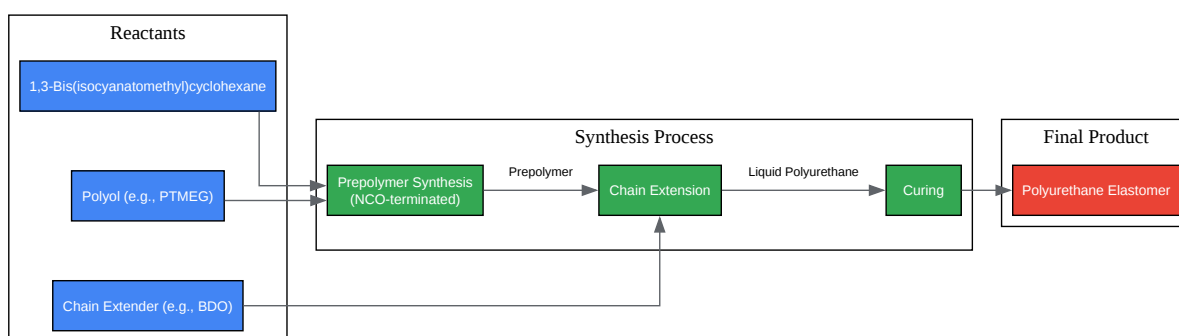 Reactants
1,3-Bis(isocyanatomethyl)cyclohexane
Polyol (e.g., PTMEG)
Chain Extender (e.g., BDO)
Synthesis Process
Prepolymer Synthesis
(NCO-terminated)
Prepolymer
Chain Extension
Liquid Polyurethane
Curing
Final Product
Polyurethane Elastomer